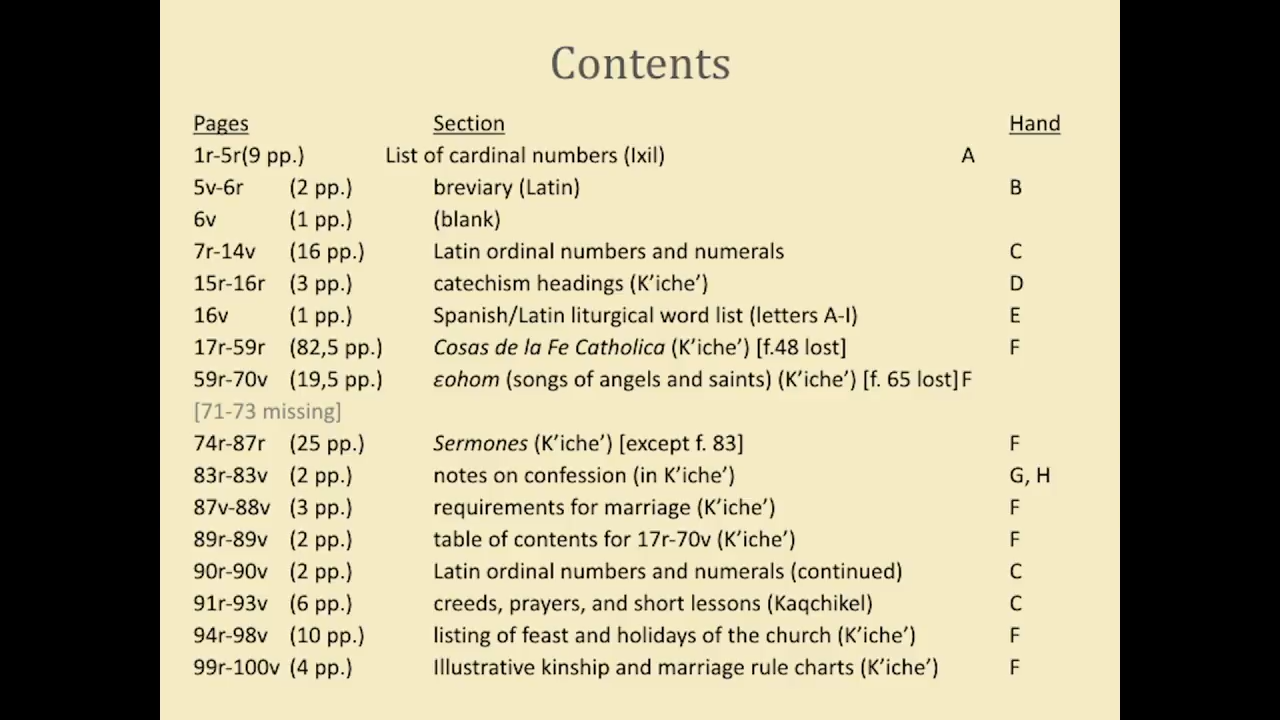 Contents
Pages Section Hand
1r-5r(9 pp.) List of cardinal numbers (Ixil) A
5v-6r (2 pp.) breviary (Latin) B
6v (1 pp.) (blank)
7r-14v (16 pp.) Latin ordinal numbers and numerals C
15r-16r (3 pp.) catechism headings (K’iche’) D
16v (1 pp.) Spanish/Latin liturgical word list (letters A-I) E
17r-59r (82,5 pp.) Cosas de la Fe Catholica (K’iche’) [f.48 lost] F
59r-70v (19,5 pp.) ɛohom (songs of angels and saints) (K’iche’) [f. 65 lost] F
[71-73 missing]
74r-87r (25 pp.) Sermones (K’iche’) [except f. 83] F
83r-83v (2 pp.) notes on confession (in K’iche’) G, H
87v-88v (3 pp.) requirements for marriage (K’iche’) F
89r-89v (2 pp.) table of contents for 17r-70v (K’iche’) F
90r-90v (2 pp.) Latin ordinal numbers and numerals (continued) C
91r-93v (6 pp.) creeds, prayers, and short lessons (Kaqchikel) C
94r-98v (10 pp.) listing of feast and holidays of the church (K’iche’) F
99r-100v (4 pp.) Illustrative kinship and marriage rule charts (K’iche’) F